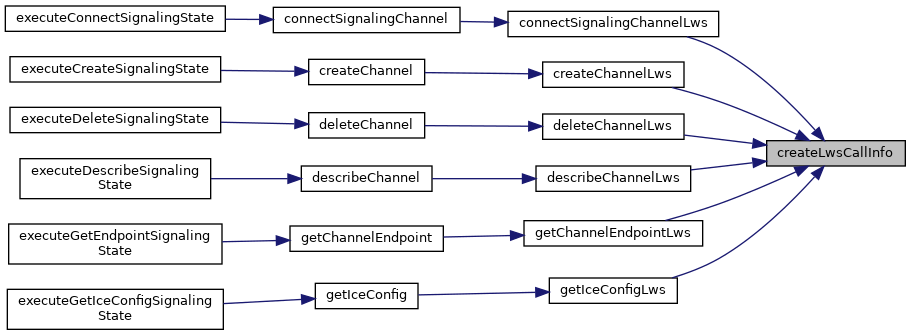 executeConnectSignalingState
connectSignalingChannel
connectSignalingChannelLws
executeCreateSignalingState
createChannel
createChannelLws
executeDeleteSignalingState
deleteChannel
deleteChannelLws
createLwsCallInfo
executeDescribeSignaling
State
describeChannel
describeChannelLws
executeGetEndpointSignaling
State
getChannelEndpoint
getChannelEndpointLws
executeGetIceConfigSignaling
State
getIceConfig
getIceConfigLws